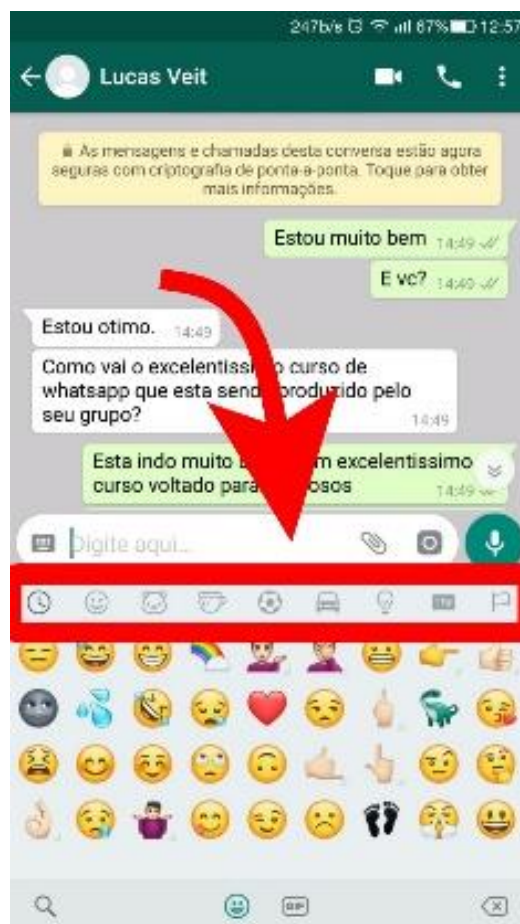 247b/s 67% 12:57
Lucas Veit
As mensagens e chamadas desta conversa estão agora
seguras com criptografia de ponta-a-ponta. Toque para obter
mais informações.
Estou muito bem 14:49
E vc? 14:49
Estou otimo. 14:49
Como vai o excelentissimo curso de
whatsapp que esta sendo produzido pelo
seu grupo? 14:49
Esta indo muito excelentissimo
curso voltado para 14:49
Digite aqui...
GIF